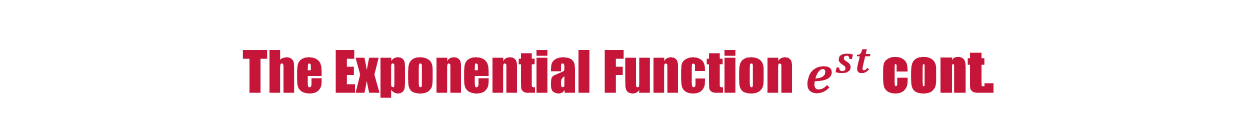 The Exponential Function $e^{st}$ cont.